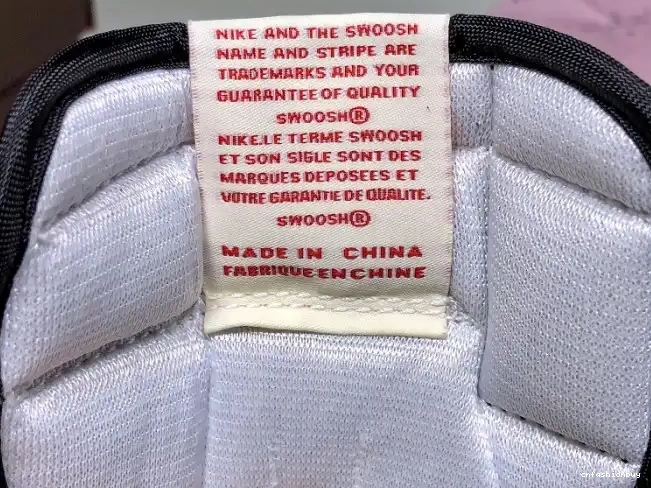 NIKE AND THE SWOOSH
NAME AND STRIPE ARE
TRADEMARKS AND YOUR
GUARANTEE OF QUALITY
SWOOSH®
NIKE.LE TERME SWOOSH
ET SON SIGLE SONT DES
MARQUES DEPOSEES ET
VOTRE GARANTIE DE QUALITE.
SWOOSH®
MADE IN CHINA
FABRIQUE EN CHINE
cnfashionbuy